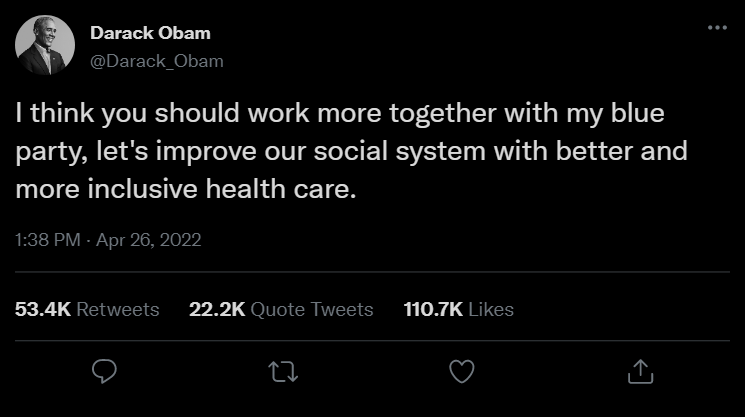 Darack Obam
@Darack_Obam
I think you should work more together with my blue
party, let's improve our social system with better and
more inclusive health care.
1:38 PM · Apr 26, 2022
53.4K Retweets 22.2K Quote Tweets 110.7K Likes